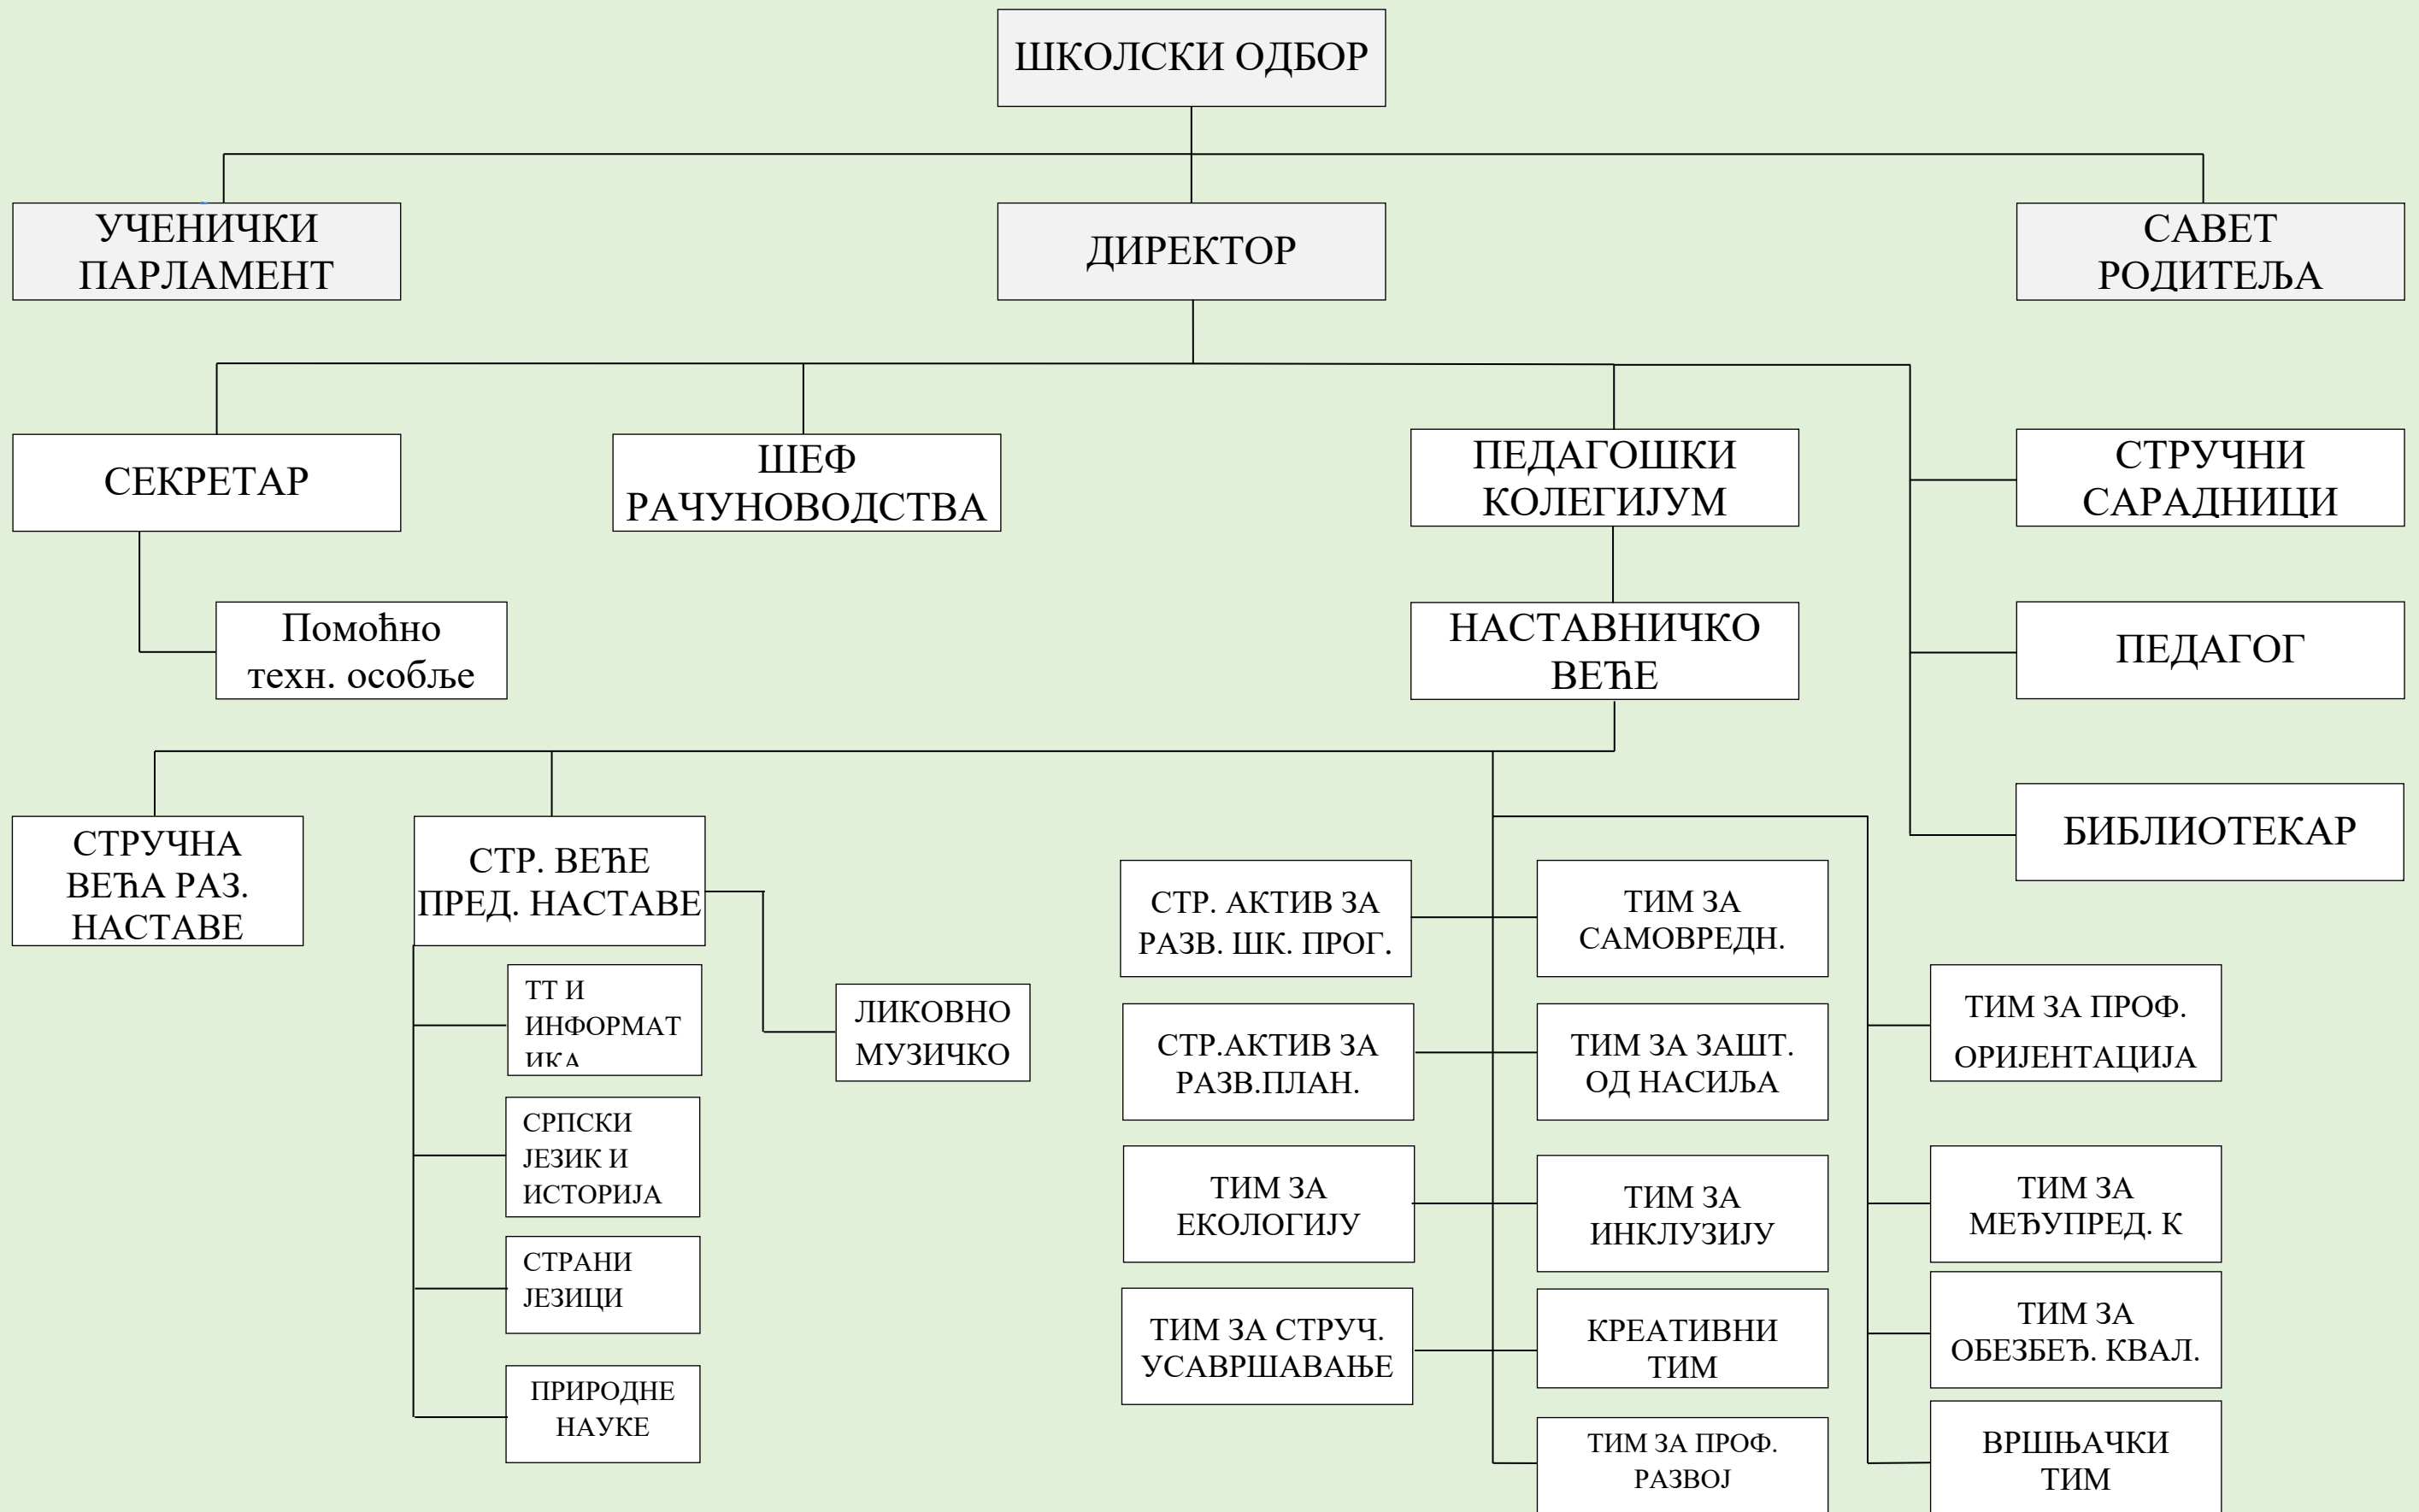 ШКОЛСКИ ОДБОР
УЧЕНИЧКИ
ПАРЛАМЕНТ
ДИРЕКТОР
САВЕТ
РОДИТЕЉА
СЕКРЕТАР
ШЕФ
РАЧУНОВОДСТВА
ПЕДАГОШКИ
КОЛЕГИЈУМ
СТРУЧНИ
САРАДНИЦИ
Помоћно
техн. особље
НАСТАВНИЧКО
ВЕЋЕ
ПЕДАГОГ
БИБЛИОТЕКАР
СТРУЧНА
ВЕЋА РАЗ.
НАСТАВЕ
СТР. ВЕЋЕ
ПРЕД. НАСТАВЕ
ТТ И
ИНФОРМАТ
ИКА
ЛИКОВНО
МУЗИЧКО
СРПСКИ
ЈЕЗИК И
ИСТОРИЈА
СТРАНИ
ЈЕЗИЦИ
ПРИРОДНЕ
НАУКЕ
СТР. АКТИВ ЗА
РАЗВ. ШК. ПРОГ.
ТИМ ЗА
САМОВРЕДН.
СТР.АКТИВ ЗА
РАЗВ.ПЛАН.
ТИМ ЗА ЗАШТ.
ОД НАСИЉА
ТИМ ЗА
ЕКОЛОГИЈУ
ТИМ ЗА
ИНКЛУЗИЈУ
ТИМ ЗА СТРУЧ.
УСАВРШАВАЊЕ
КРЕАТИВНИ
ТИМ
ТИМ ЗА ПРОФ.
РАЗВОЈ
ТИМ ЗА ПРОФ.
ОРИЈЕНТАЦИЈА
ТИМ ЗА
МЕЂУПРЕД. К
ТИМ ЗА
ОБЕЗБЕЂ. КВАЛ.
ВРШЊАЧКИ
ТИМ